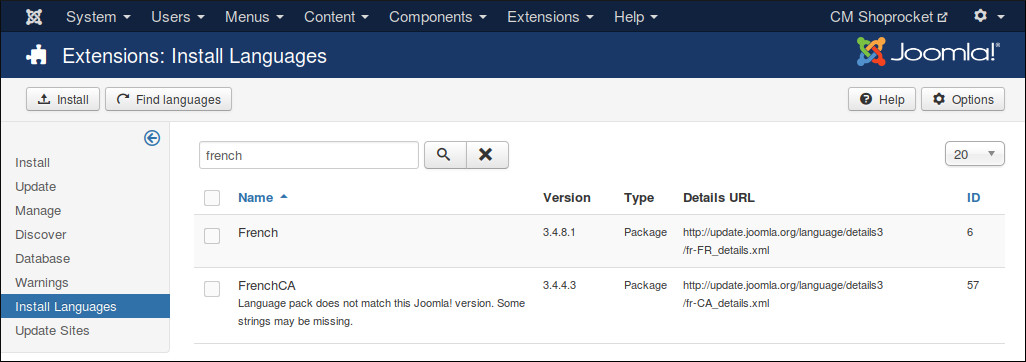 System Users Menus Content Components Extensions Help CM Shoprocket
Extensions: Install Languages Joomla!®
Install Find languages Help Options
Install
Update
Manage
Discover
Database
Warnings
Install Languages
Update Sites
french 20
Name Version Type Details URL ID
French 3.4.8.1 Package http://update.joomla.org/language/details3 6
/fr-FR_details.xml
FrenchCA 3.4.4.3 Package http://update.joomla.org/language/details3 57
Language pack does not match this Joomla! version. Some /fr-CA_details.xml
strings may be missing.